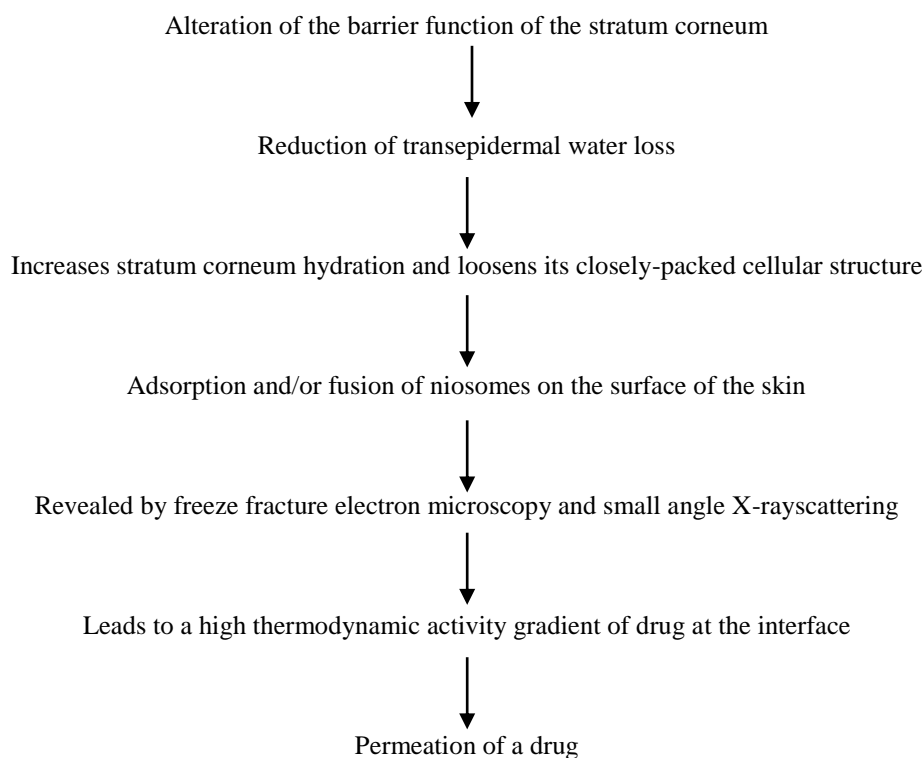 Alteration of the barrier function of the stratum corneum
Reduction of transepidermal water loss
Increases stratum corneum hydration and loosens its closely-packed cellular structure
Adsorption and/or fusion of niosomes on the surface of the skin
Revealed by freeze fracture electron microscopy and small angle X-rayscattering
Leads to a high thermodynamic activity gradient of drug at the interface
Permeation of a drug